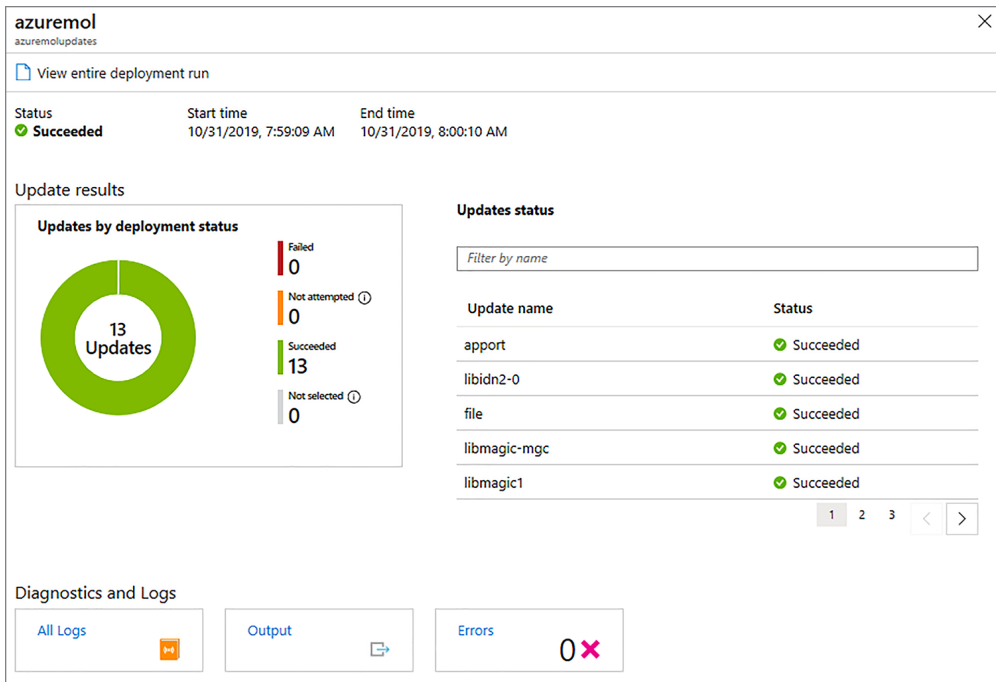 azuremol
azuremolupdates
View entire deployment run
Status Start time End time
Succeeded 10/31/2019, 7:59:09 AM 10/31/2019, 8:00:10 AM
Update results
Updates by deployment status
Failed
0
Not attempted
0
Succeeded
13
Not selected
0
13
Updates
Updates status
Filter by name
Update name Status
apport Succeeded
libidn2-0 Succeeded
file Succeeded
libmagic-mgc Succeeded
libmagic1 Succeeded
1 2 3
Diagnostics and Logs
All Logs
Output
Errors
0